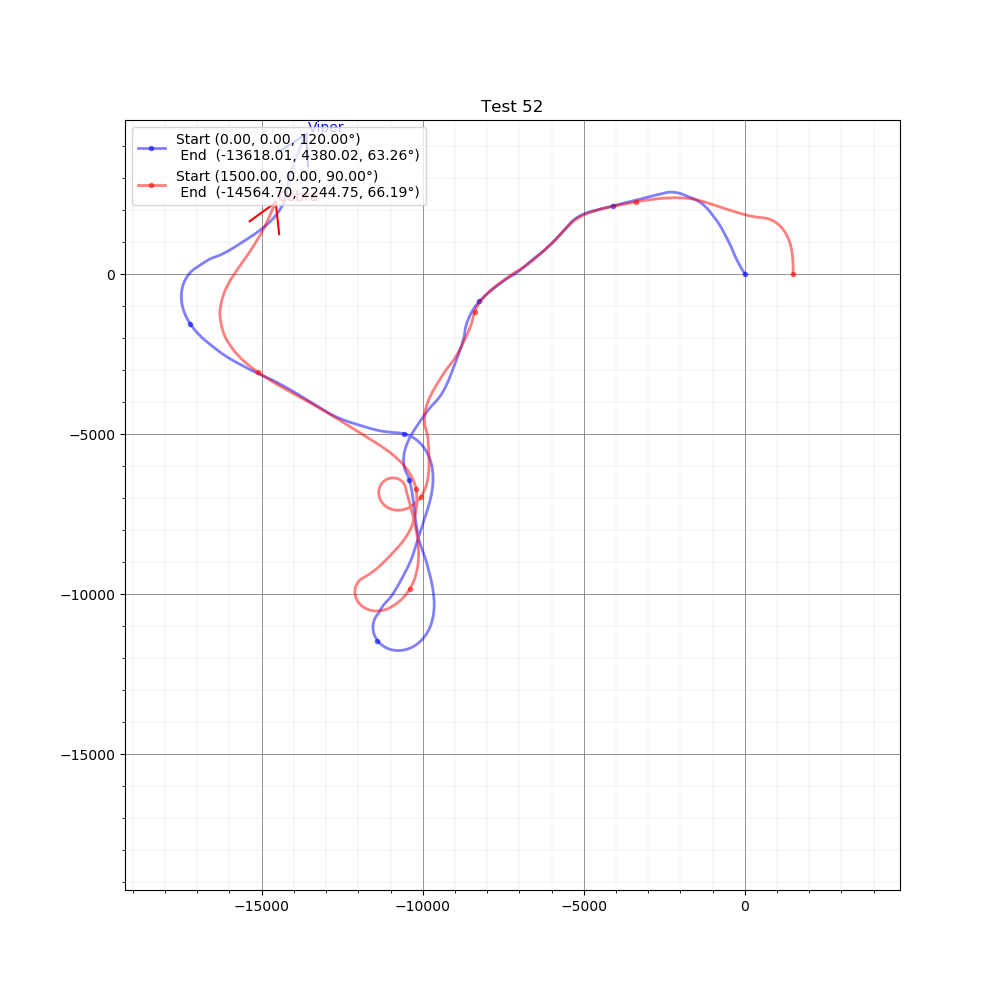 Test 52
Viper
Start (0.00, 0.00, 120.00°)
End (-13618.01, 4380.02, 63.26°)
Start (1500.00, 0.00, 90.00°)
End (-14564.70, 2244.75, 66.19°)
0
−5000
−10000
−15000
−15000 −10000 −5000 0